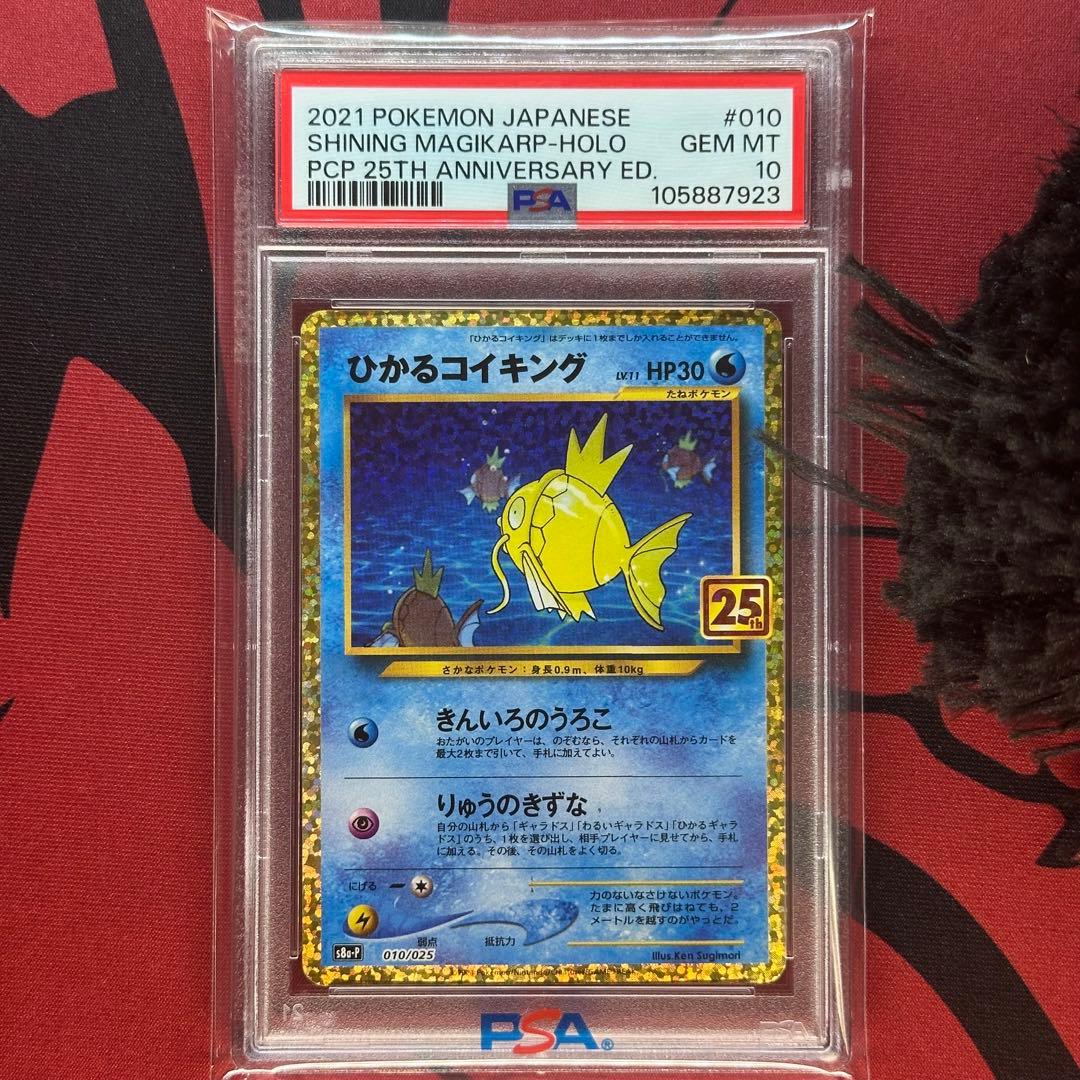 2021 POKEMON JAPANESE #010
SHINING MAGIKARP-HOLO GEM MT
PCP 25TH ANNIVERSARY ED. 10
PSA 105887923
「ひかるコイキング」はデッキに1枚までしか入れることができません。
ひかるコイキング LV.11 HP30
たねポケモン
25th
さかなポケモン：身長0.9m、体重10kg
きんいろのうろこ
おたがいのプレイヤーは、のぞむなら、それぞれの山札からカードを
最大2枚まで引いて、手札に加えてよい。
りゅうのきずな
自分の山札から「ギャラドス」「わるいギャラドス」「ひかるギャラ
ドス」のうち、1枚を選び出し、相手プレイヤーに見せてから、手札
に加える。その後、その山札をよく切る。
にげる
力のないなさけないポケモン。
たまに高く飛びはねても、2
メートルを越すのがやっとだ。
弱点 抵抗力
s8a-P 010/025 Illus. Ken Sugimori
PSA®